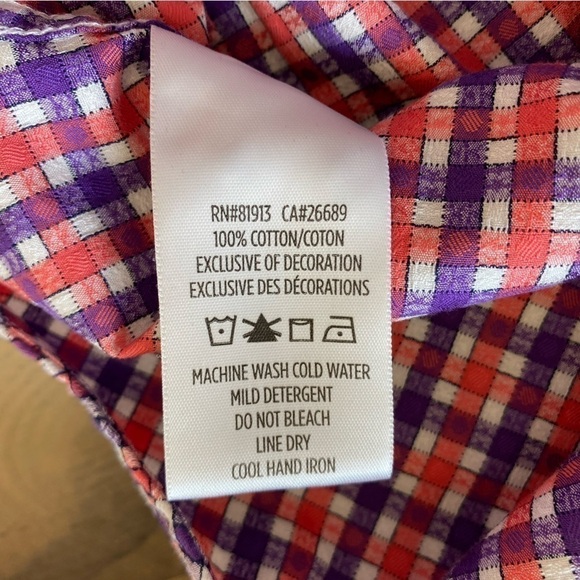 RN#81913 CA#26689
100% COTTON/COTON
EXCLUSIVE OF DECORATION
EXCLUSIVE DES DÉCORATIONS
MACHINE WASH COLD WATER
MILD DETERGENT
DO NOT BLEACH
LINE DRY
COOL HAND IRON